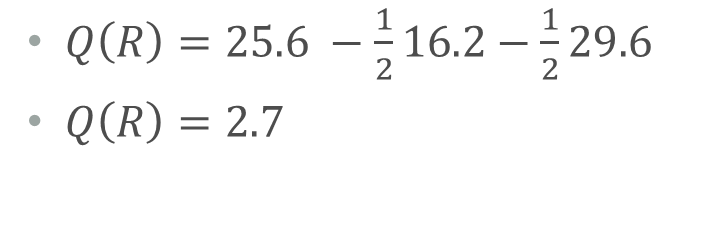 • Q(R) = 25.6 − 1/2 16.2 − 1/2 29.6
• Q(R) = 2.7